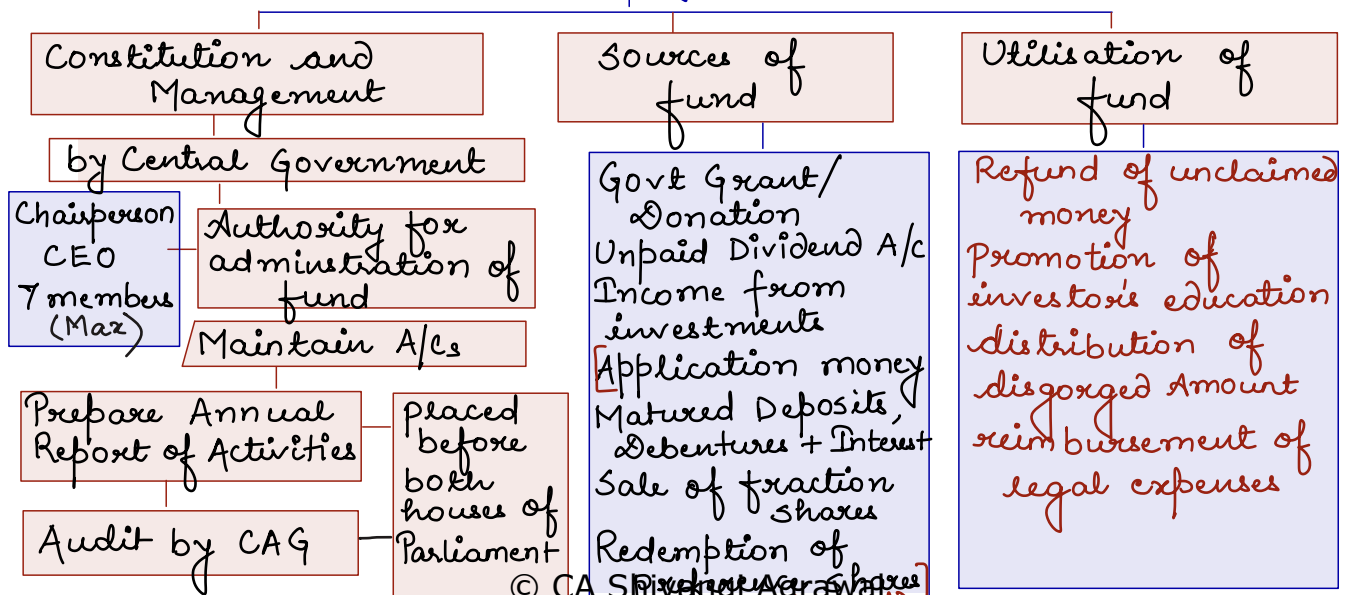 Constitution and
Management
by Central Government
Chairperson
CEO
7 members
(Max)
Authority for
adminstration of
fund
Maintain A/Cs
Prepare Annual
Report of Activities
placed
before
both
houses of
Parliament
Audit by CAG
Sources of
fund
Govt Grant/
Donation
Unpaid Dividend A/C
Income from
investments
[Application money
Matured Deposits,
Debentures + Interest
Sale of fraction
shares
Redemption of
preference shares]
Utilisation of
fund
Refund of unclaimed
money
Promotion of
investor's education
distribution of
disgorged Amount
reimbursement of
legal expenses
© CA